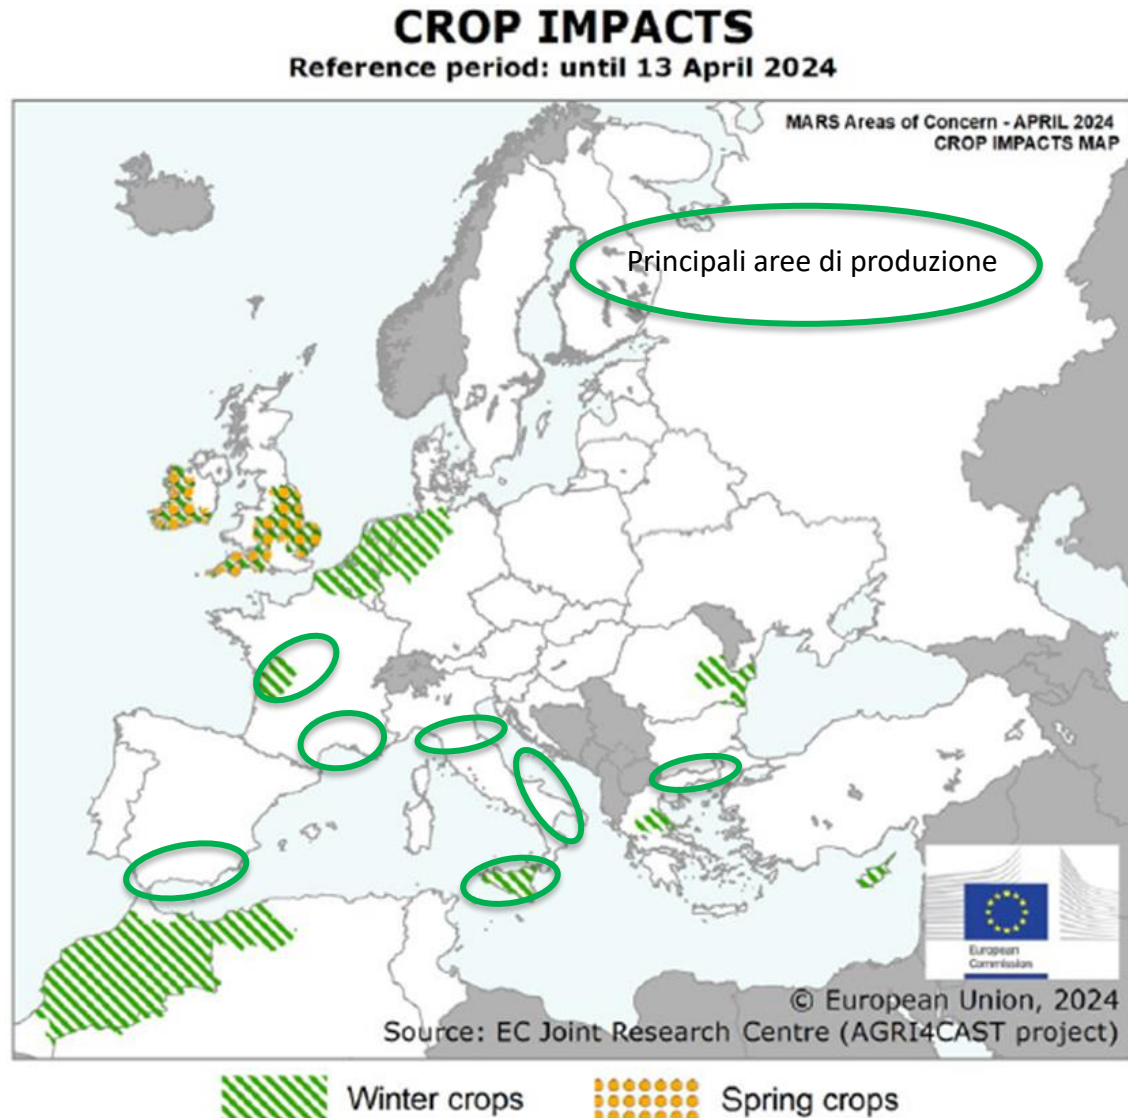 CROP IMPACTS
Reference period: until 13 April 2024
MARS Areas of Concern - APRIL 2024
CROP IMPACTS MAP
Principali aree di produzione
European
Commission
© European Union, 2024
Source: EC Joint Research Centre (AGRI4CAST project)
Winter crops
Spring crops